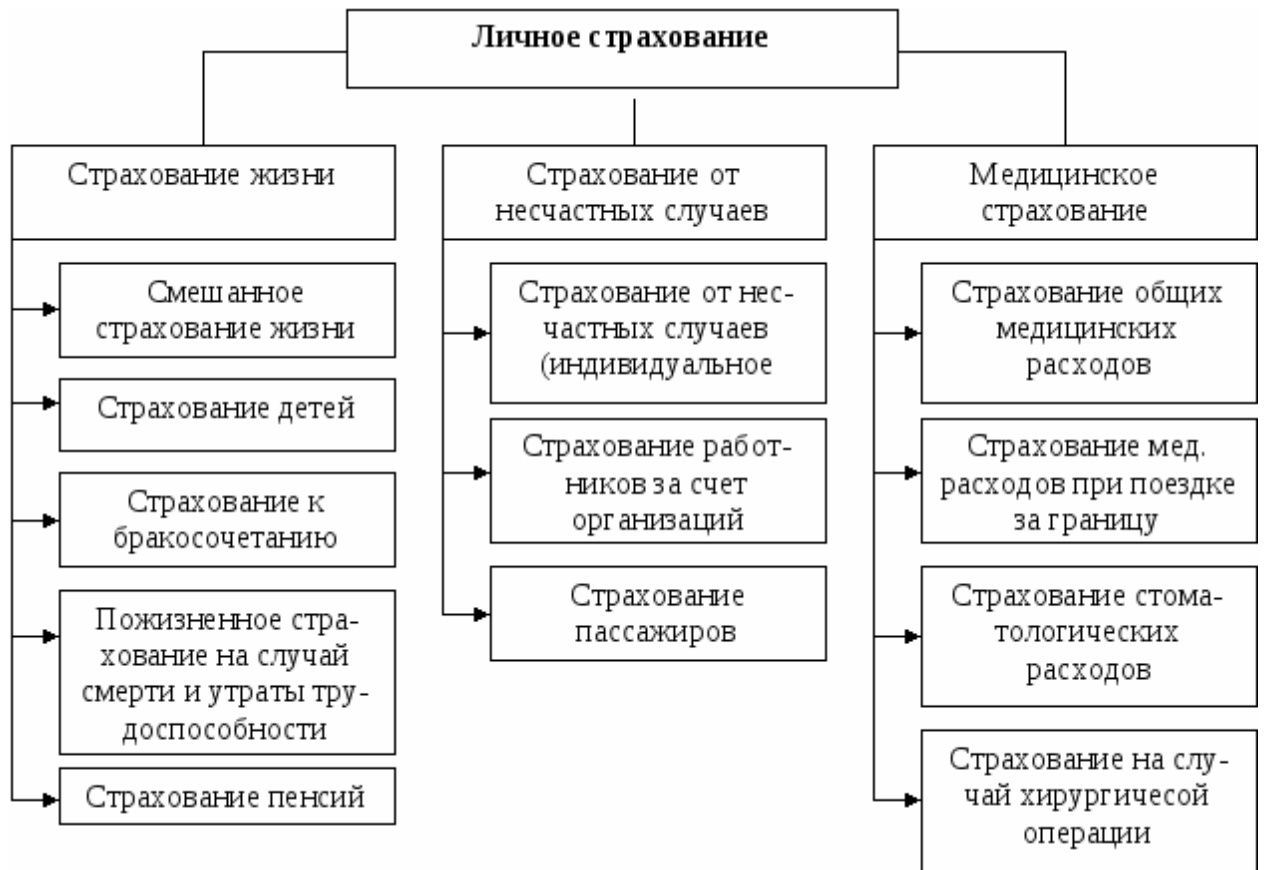 Личное страхование
Страхование жизни
Смешанное
страхование жизни
Страхование детей
Страхование к
бракосочетанию
Пожизненное стра-
хование на случай
смерти и утраты тру-
доспособности
Страхование пенсий
Страхование от
несчастных случаев
Страхование от нес-
частных случаев
(индивидуальное
Страхование работ-
ников за счет
организаций
Страхование
пассажиров
Медицинское
страхование
Страхование общих
медицинских
расходов
Страхование мед.
расходов при поездке
за границу
Страхование стома-
тологических
расходов
Страхование на слу-
чай хирургичесой
операции